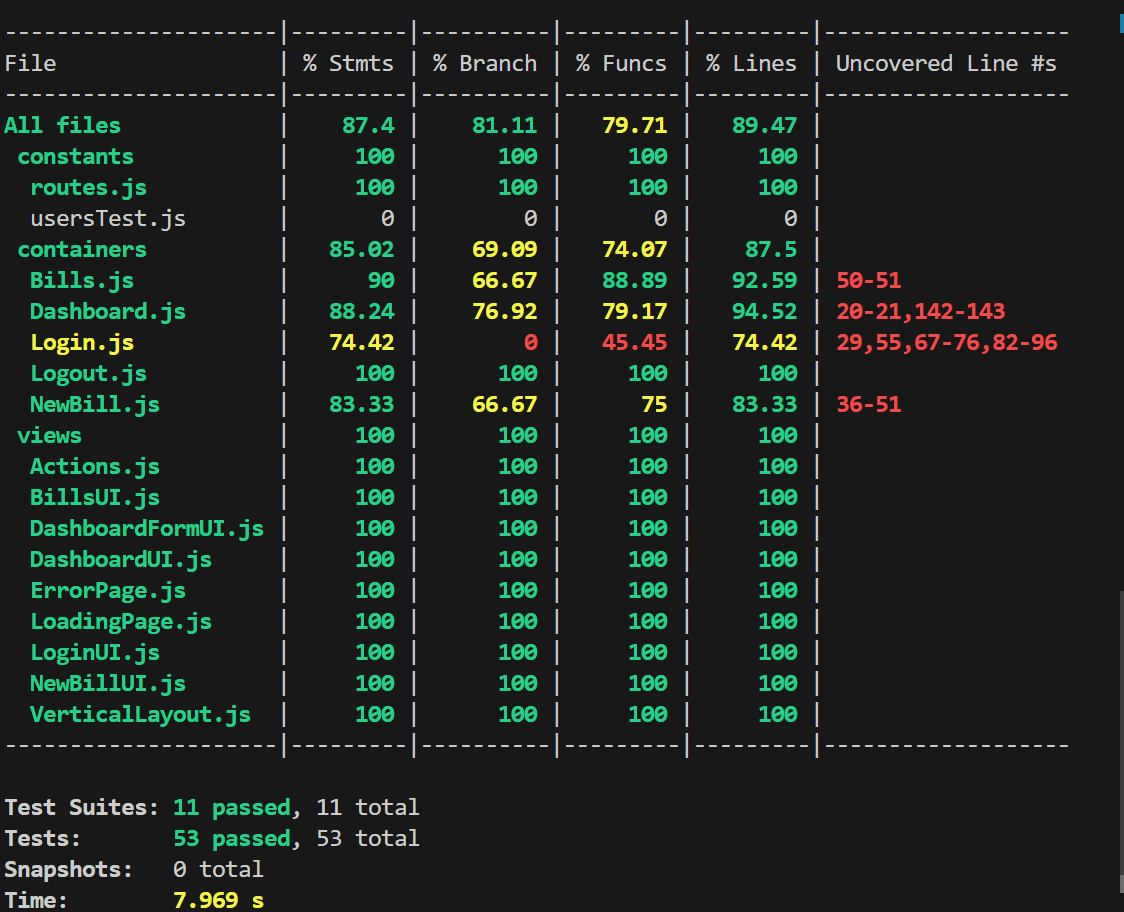 ---------------------|---------|----------|---------|---------|-------------------
File                 | % Stmts | % Branch | % Funcs | % Lines | Uncovered Line #s
---------------------|---------|----------|---------|---------|-------------------
All files            |    87.4 |    81.11 |   79.71 |   89.47 |
 constants           |     100 |      100 |     100 |     100 |
  routes.js          |     100 |      100 |     100 |     100 |
  usersTest.js       |       0 |        0 |       0 |       0 |
 containers          |   85.02 |    69.09 |   74.07 |    87.5 |
  Bills.js           |      90 |    66.67 |   88.89 |   92.59 | 50-51
  Dashboard.js       |   88.24 |    76.92 |   79.17 |   94.52 | 20-21,142-143
  Login.js           |   74.42 |        0 |   45.45 |   74.42 | 29,55,67-76,82-96
  Logout.js          |     100 |      100 |     100 |     100 |
  NewBill.js         |   83.33 |    66.67 |      75 |   83.33 | 36-51
 views               |     100 |      100 |     100 |     100 |
  Actions.js         |     100 |      100 |     100 |     100 |
  BillsUI.js         |     100 |      100 |     100 |     100 |
  DashboardFormUI.js |     100 |      100 |     100 |     100 |
  DashboardUI.js     |     100 |      100 |     100 |     100 |
  ErrorPage.js       |     100 |      100 |     100 |     100 |
  LoadingPage.js     |     100 |      100 |     100 |     100 |
  LoginUI.js         |     100 |      100 |     100 |     100 |
  NewBillUI.js       |     100 |      100 |     100 |     100 |
  VerticalLayout.js  |     100 |      100 |     100 |     100 |
---------------------|---------|----------|---------|---------|-------------------
Test Suites: 11 passed, 11 total
Tests:       53 passed, 53 total
Snapshots:   0 total
Time:        7.969 s